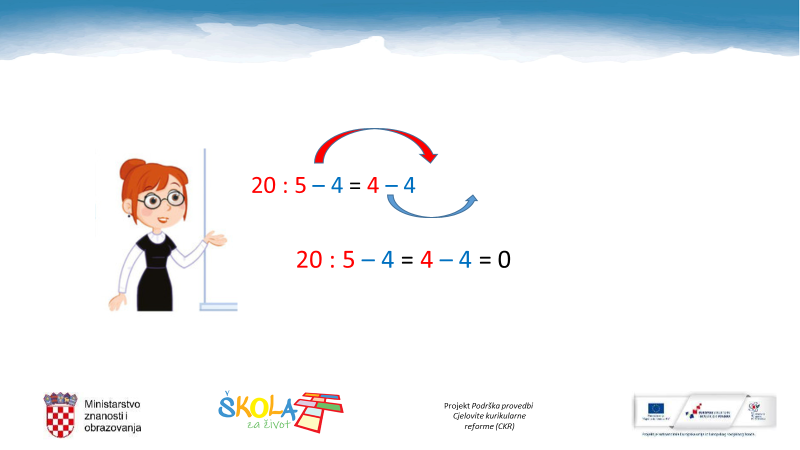 20 : 5 – 4 = 4 – 4
20 : 5 – 4 = 4 – 4 = 0
Ministarstvo
znanosti i
obrazovanja
ŠKOLA
za život
Projekt Podrška provedbi
Cjelovite kurikularne
reforme (CKR)